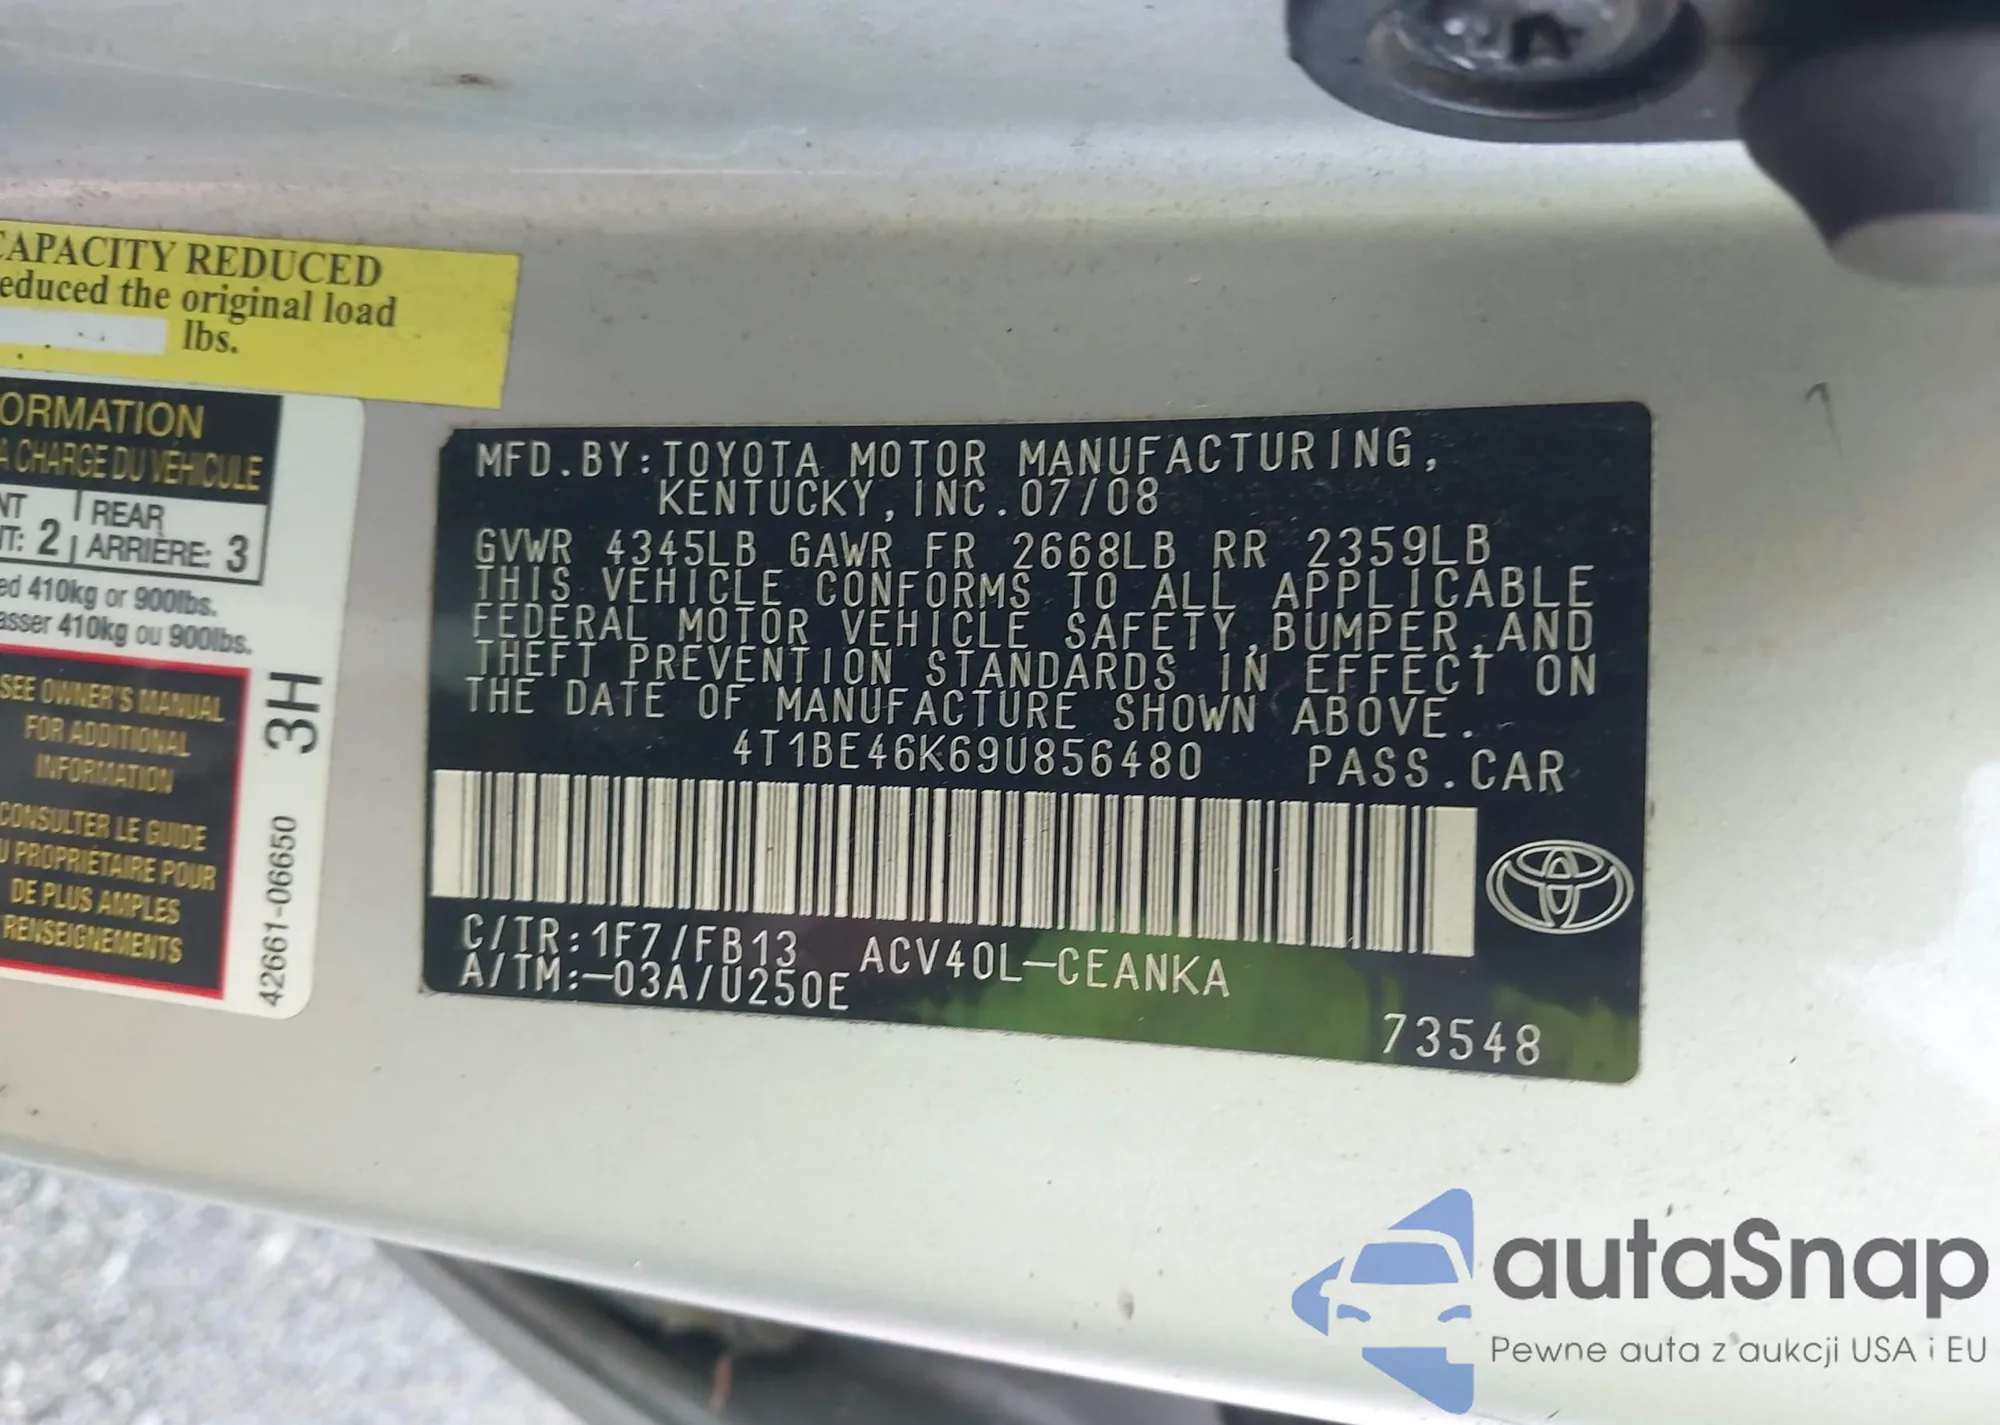 CAPACITY REDUCED
educed the original load
lbs.
ORMATION
A CHARGE DU VÉHICULE
NT REAR
T: 2 ARRIÈRE: 3
ed 410kg or 900lbs.
asser 410kg ou 900lbs.
SEE OWNER'S MANUAL
FOR ADDITIONAL
INFORMATION
CONSULTER LE GUIDE
U PROPRIÉTAIRE POUR
DE PLUS AMPLES
RENSEIGNEMENTS
3H
42661-06650
MFD.BY:TOYOTA MOTOR MANUFACTURING,
KENTUCKY,INC.07/08
GVWR 4345LB GAWR FR 2668LB RR 2359LB
THIS VEHICLE CONFORMS TO ALL APPLICABLE
FEDERAL MOTOR VEHICLE SAFETY,BUMPER,AND
THEFT PREVENTION STANDARDS IN EFFECT ON
THE DATE OF MANUFACTURE SHOWN ABOVE.
4T1BE46K69U856480 PASS.CAR
C/TR:1F7/FB13 ACV40L-CEANKA
A/TM:-03A/U250E
73548
autaSnap
Pewne auta z aukcji USA i EU